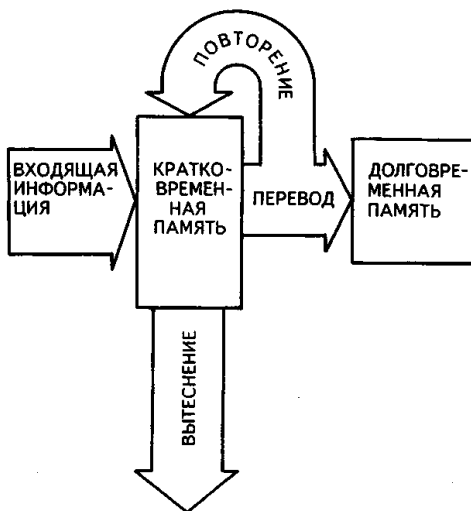 ПОВТОРЕНИЕ
ВХОДЯЩАЯ
ИНФОРМА-
ЦИЯ
КРАТКО-
ВРЕМЕН-
НАЯ
ПАМЯТЬ
ПЕРЕВОД
ДОЛГОВРЕ-
МЕННАЯ
ПАМЯТЬ
ВЫТЕСНЕНИЕ